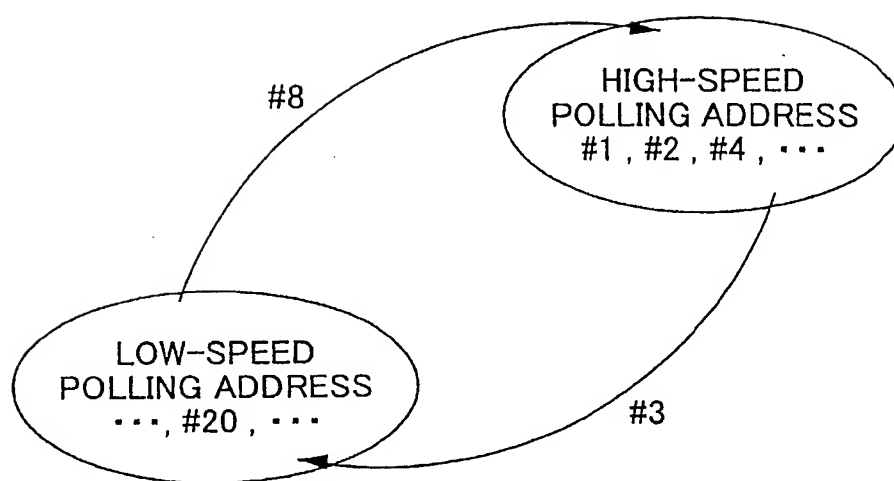 #8
HIGH-SPEED
POLLING ADDRESS
#1 , #2 , #4 , ・・・
LOW-SPEED
POLLING ADDRESS
・・・, #20 , ・・・
#3